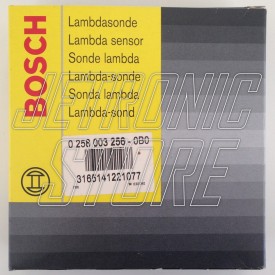 BOSCH
Lambdasonde
Lambda sensor
Sonde lambda
Lambda-sonde
Sonda lambda
Lambda-sond
0 258 003 256 - 0B0
3165141221077
JETRONIC
STORE